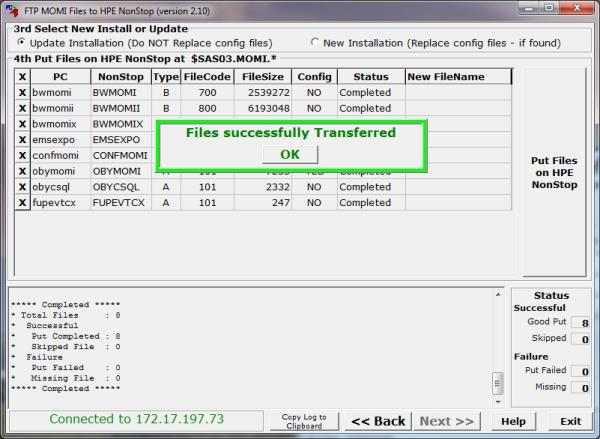 FTP MOMI Files to HPE NonStop (version 2.10)
3rd Select New Install or Update
Update Installation (Do NOT Replace config files) New Installation (Replace config files - if found)
4th Put Files on HPE NonStop at $SAS03.MOMI.*
X PC NonStop Type FileCode FileSize Config Status New FileName
X bwmomi BWMOMI B 700 2539272 NO Completed
X bwmomii BWMOMII B 800 6193048 NO Completed
X bwmomix BWMOMIX
X emsexpo EMSEXPO
X confmomi CONFMOMI
X obymomi OBYMOMI Completed
X obycsql OBYCSQL A 101 2332 NO Completed
X fupevtcx FUPEVTCX A 101 247 NO Completed
Files successfully Transferred
OK
Put Files
on HPE
NonStop
***** Completed *****
* Total Files : 8
* Successful
* Put Completed : 8
* Skipped File : 0
* Failure
* Put Failed : 0
* Missing File : 0
***** Completed *****
Status
Successful
Good Put 8
Skipped 0
Failure
Put Failed 0
Missing 0
Connected to 172.17.197.73
Copy Log to
Clipboard
<< Back
Next >>
Help
Exit